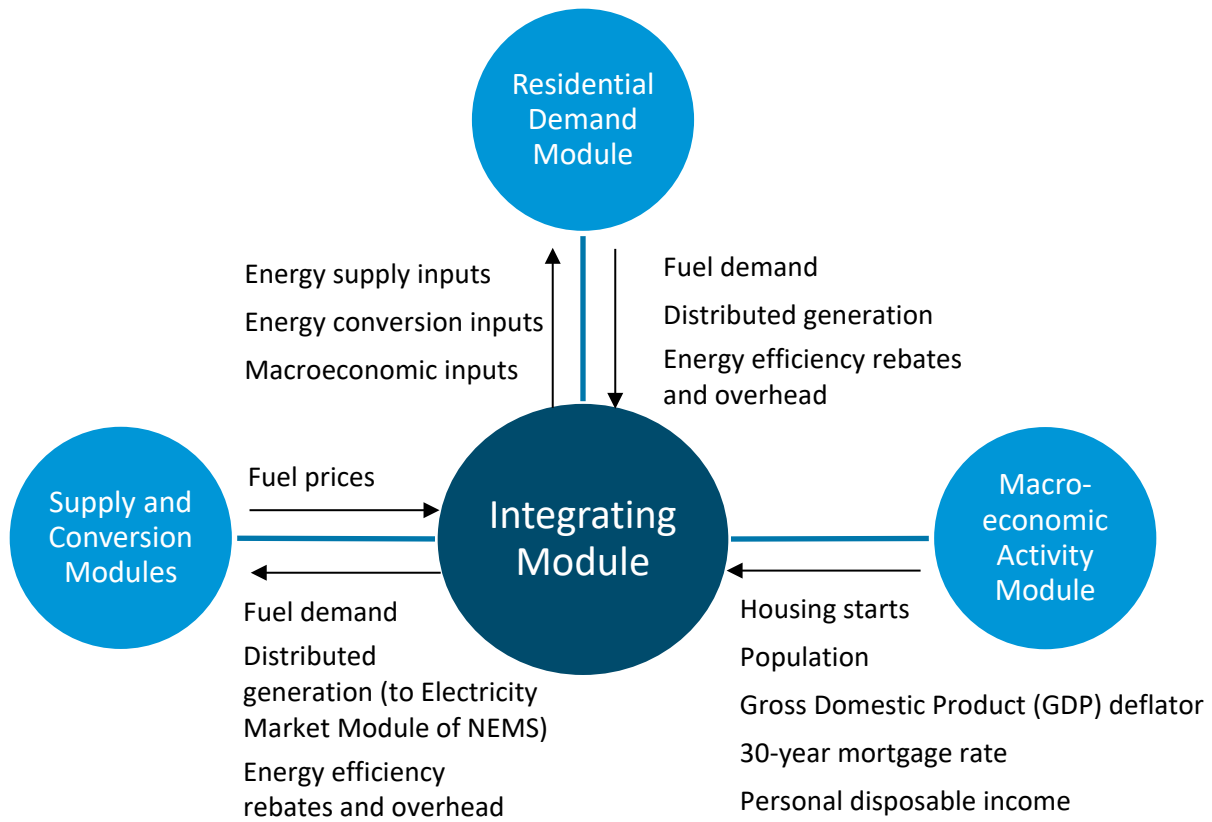 Residential
Demand
Module
Energy supply inputs
Energy conversion inputs
Macroeconomic inputs
Fuel demand
Distributed generation
Energy efficiency rebates
and overhead
Supply and
Conversion
Modules
Fuel prices
Integrating
Module
Macro-
economic
Activity
Module
Fuel demand
Distributed
generation (to Electricity
Market Module of NEMS)
Energy efficiency
rebates and overhead
Housing starts
Population
Gross Domestic Product (GDP) deflator
30-year mortgage rate
Personal disposable income